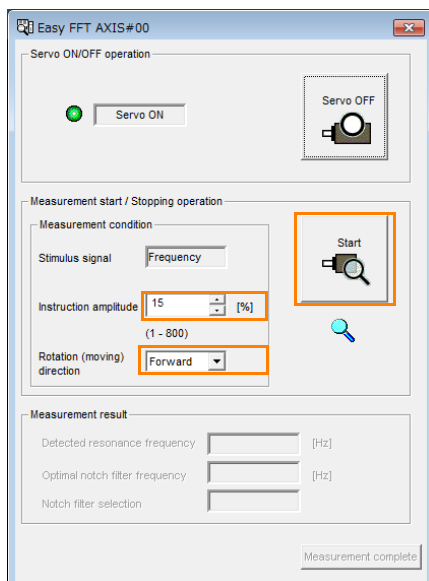 Easy FFT AXIS#00
Servo ON/OFF operation
Servo ON
Servo OFF
Measurement start / Stopping operation
Measurement condition
Stimulus signal
Frequency
Start
Instruction amplitude
15
[%]
(1 - 800)
Rotation (moving)
direction
Forward
Measurement result
Detected resonance frequency
[Hz]
Optimal notch filter frequency
[Hz]
Notch filter selection
Measurement complete